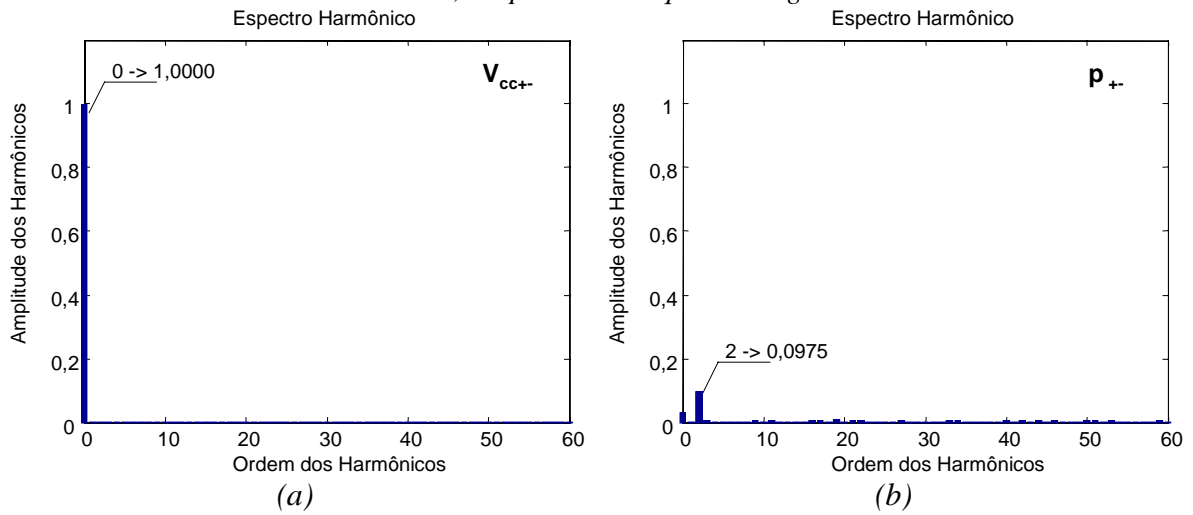 Espectro Harmônico
0 -> 1,0000
V cc+-
1
0,8
0,6
0,4
0,2
0
0 10 20 30 40 50 60
Amplitude dos Harmônicos
Ordem dos Harmônicos
(a)
Espectro Harmônico
p +-
2 -> 0,0975
1
0,8
0,6
0,4
0,2
0
0 10 20 30 40 50 60
Amplitude dos Harmônicos
Ordem dos Harmônicos
(b)